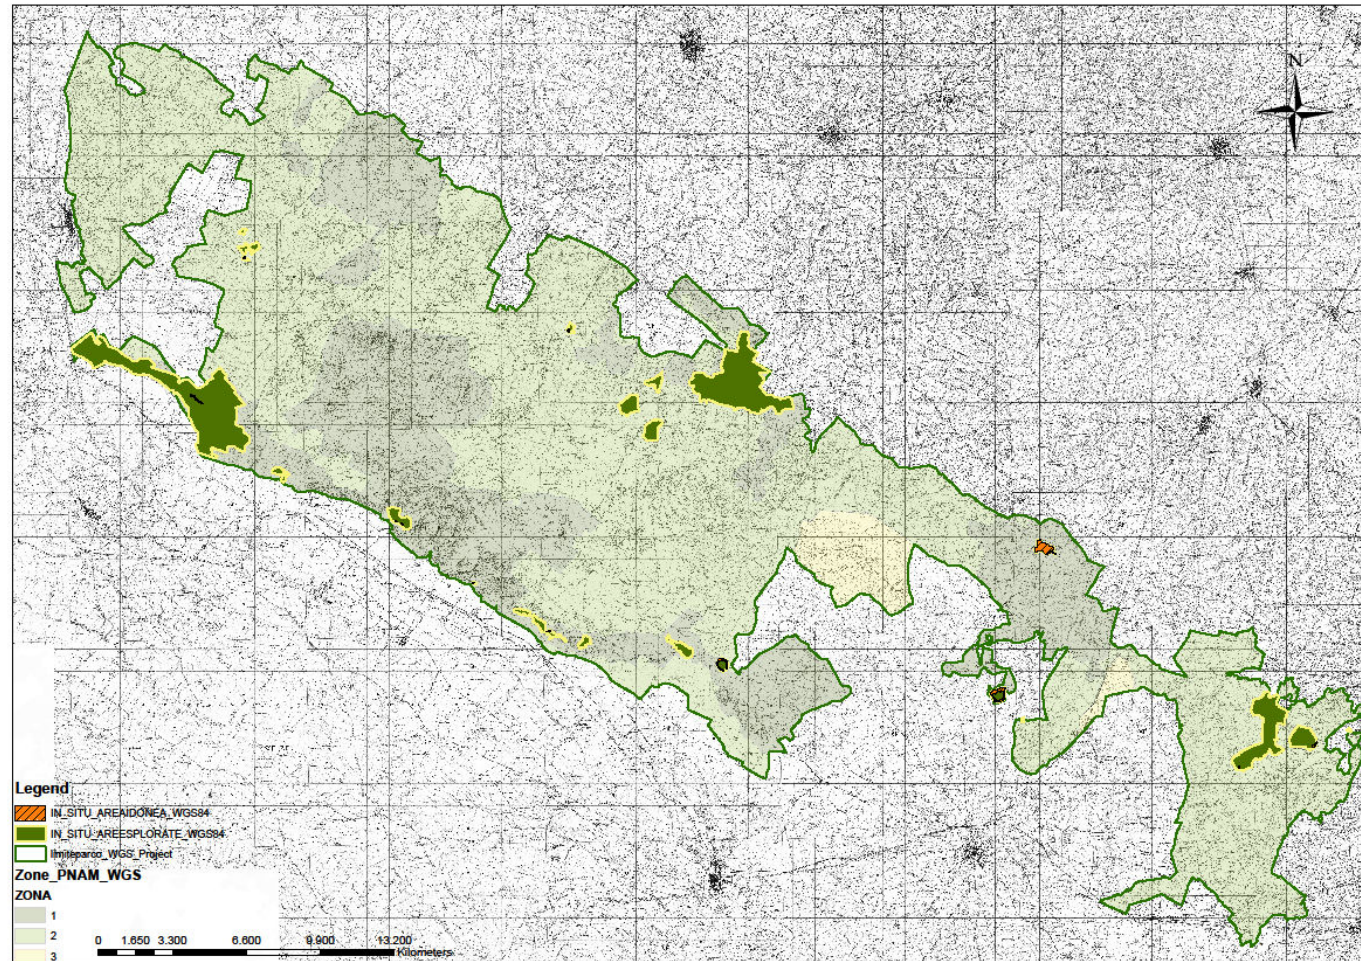 N
Legend
IN_SITU_AREAIDONEA_WGS84
IN_SITU_AREESPLORATE_WGS84
limiteparco_WGS_Project
Zone_PNAM_WGS
ZONA
1
2
3
0 1.650 3.300 6.600 9.900 13.200
Kilometers